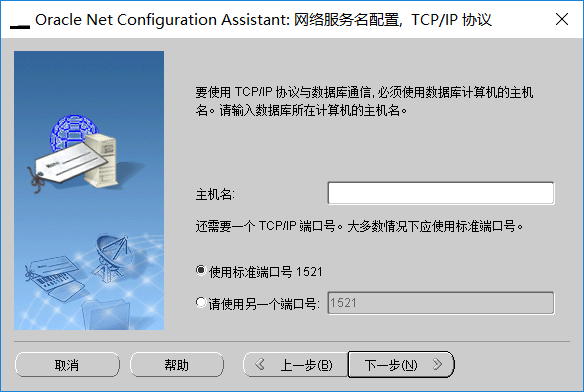 Oracle Net Configuration Assistant: 网络服务名配置, TCP/IP 协议
要使用 TCP/IP 协议与数据库通信, 必须使用数据库计算机的主机
名。请输入数据库所在计算机的主机名。
主机名:
还需要一个 TCP/IP 端口号。大多数情况下应使用标准端口号。
使用标准端口号 1521
请使用另一个端口号: 1521
取消 帮助 上一步(B) 下一步(N)